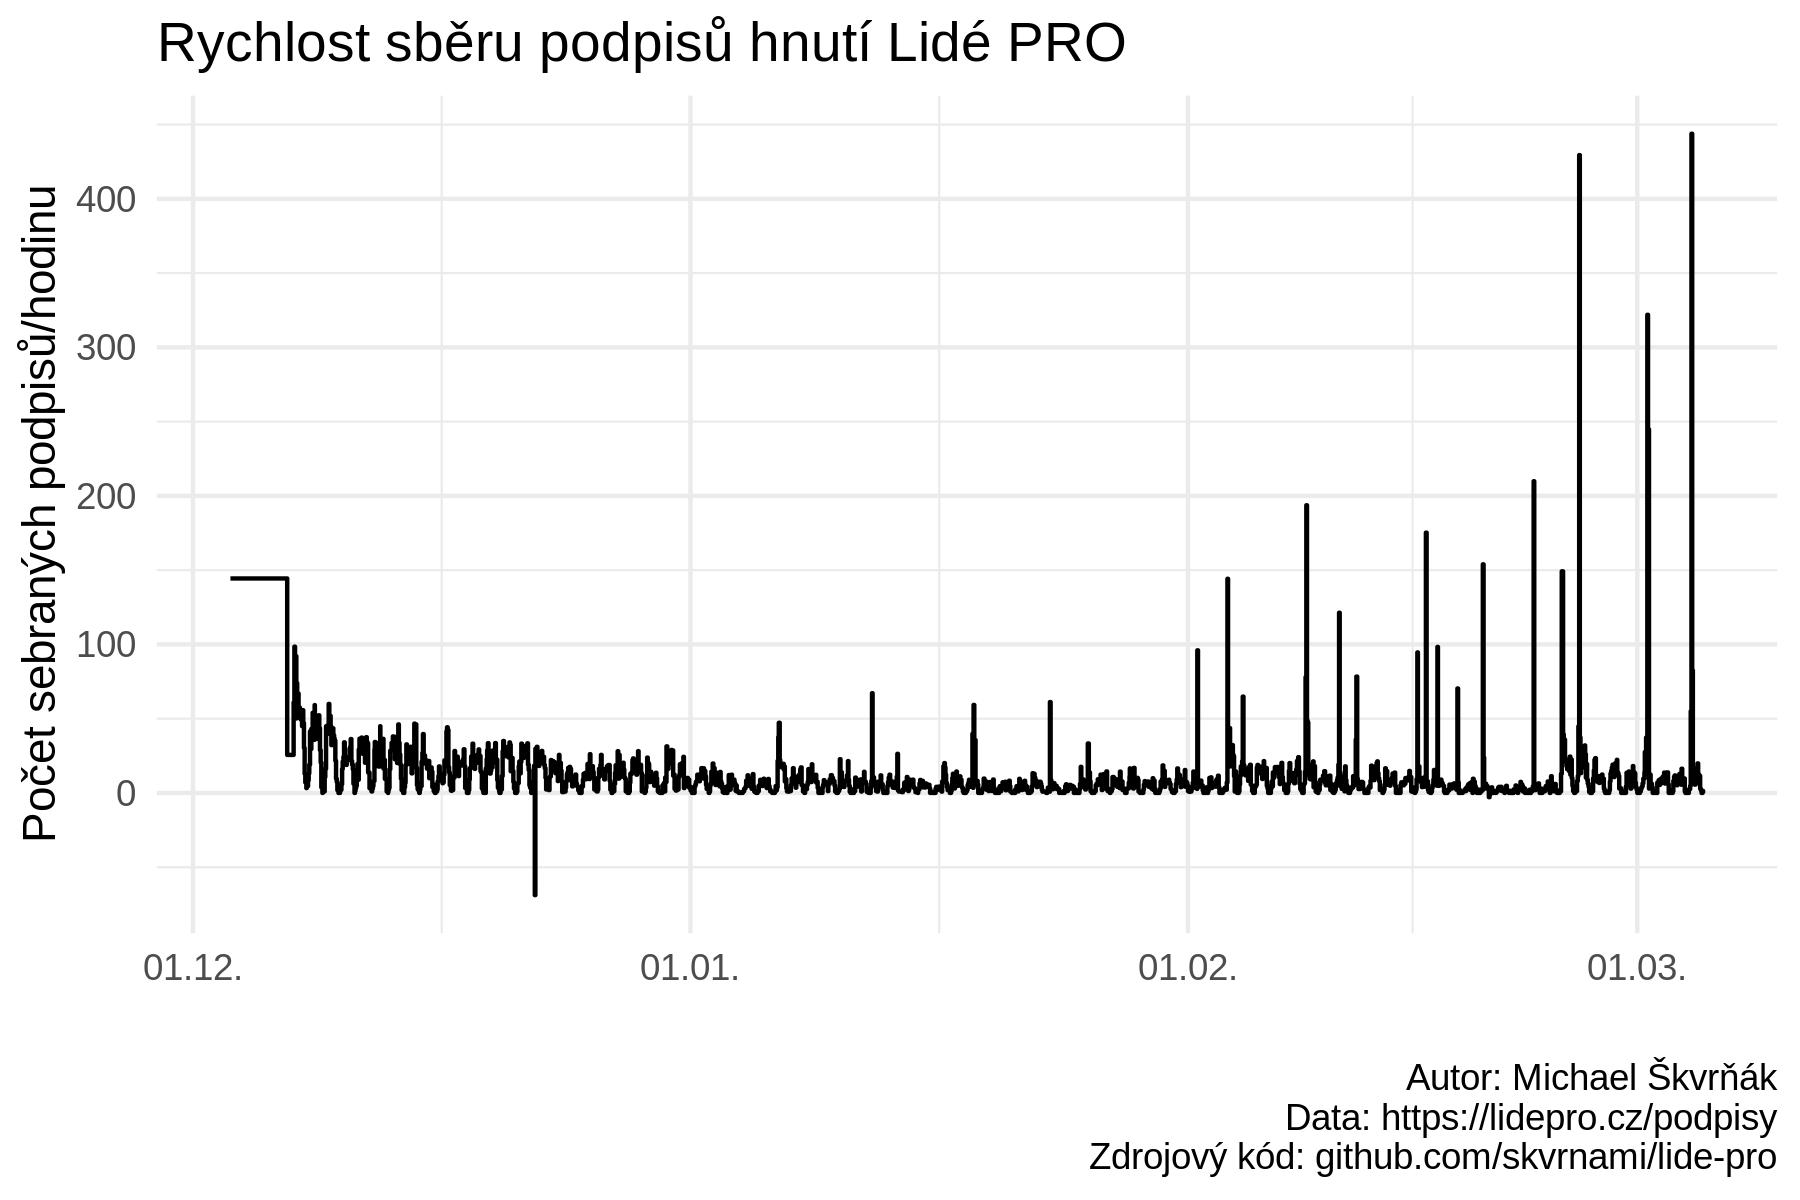 Rychlost sběru podpisů hnutí Lidé PRO
Počet sebraných podpisů/hodinu
400
300
200
100
0
01.12.
01.01.
01.02.
01.03.
Autor: Michael Škvrňák
Data: https://lidepro.cz/podpisy
Zdrojový kód: github.com/skvrnami/lide-pro